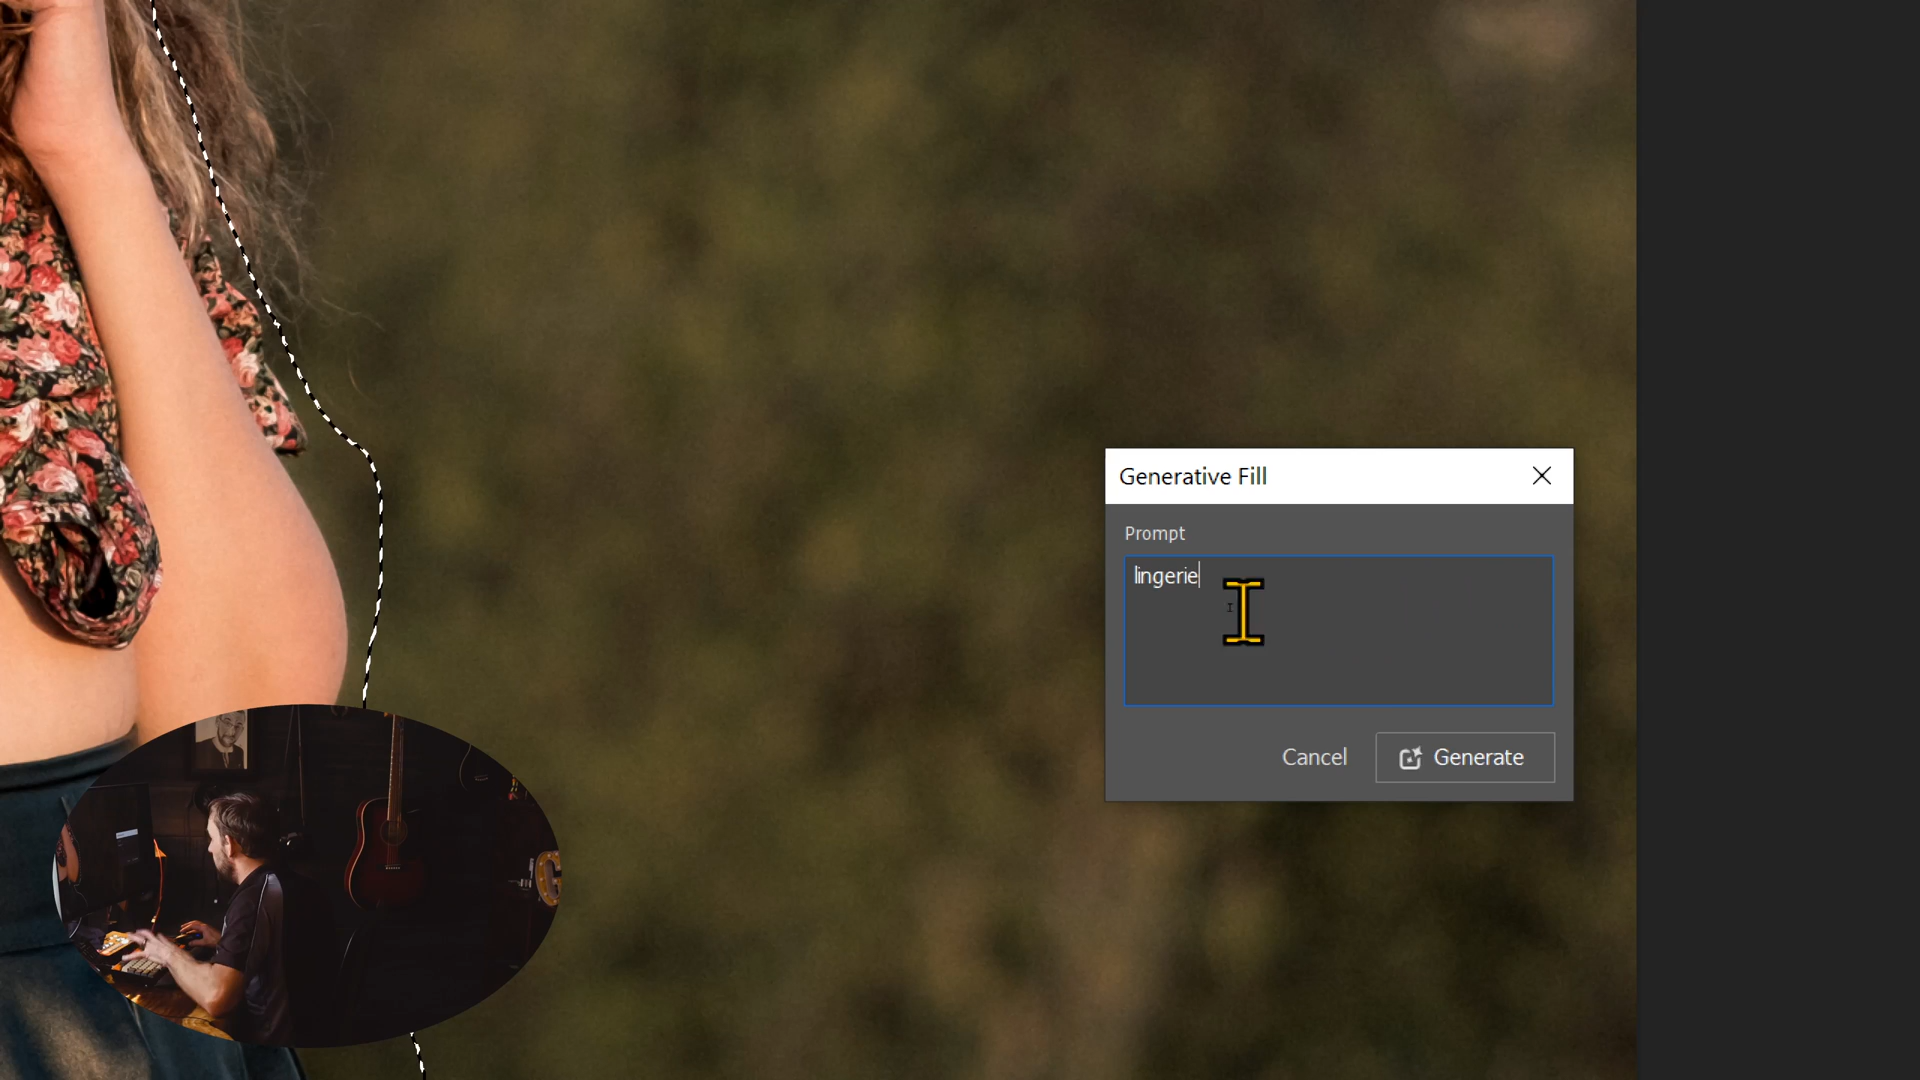 Generative Fill
Prompt
lingerie
Cancel
Generate